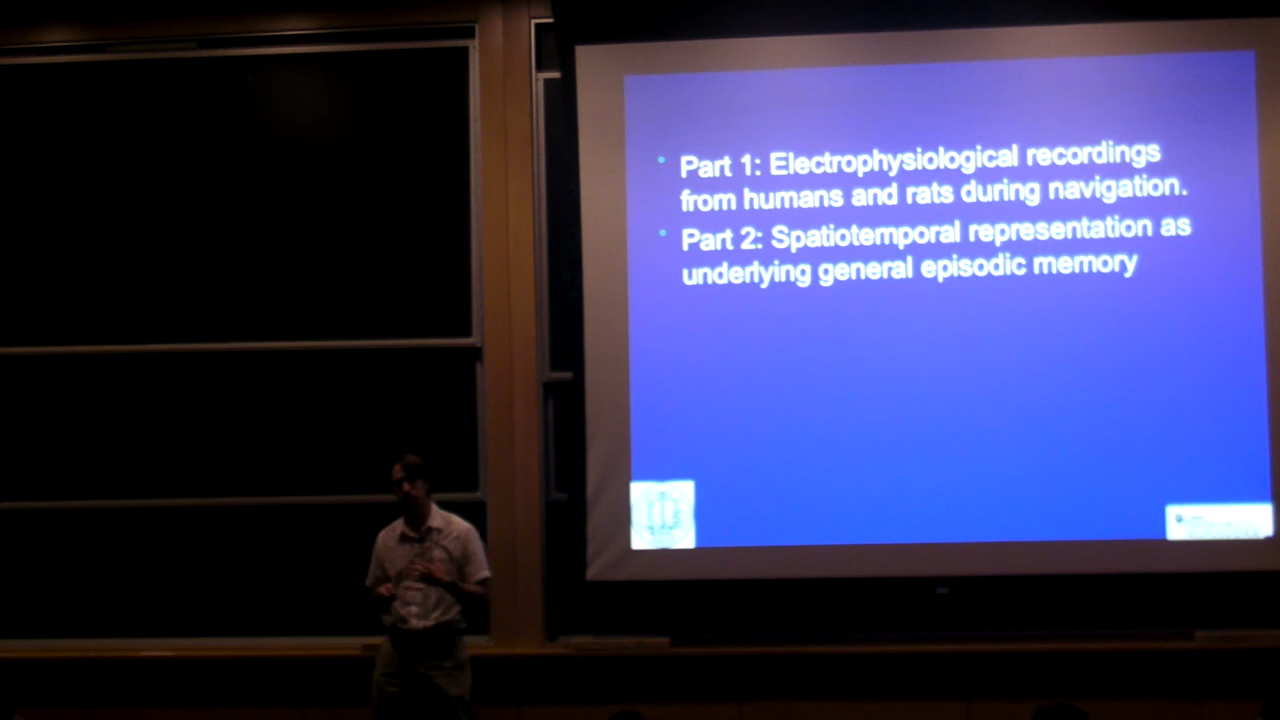 • Part 1: Electrophysiological recordings
from humans and rats during navigation.
• Part 2: Spatiotemporal representation as
underlying general episodic memory